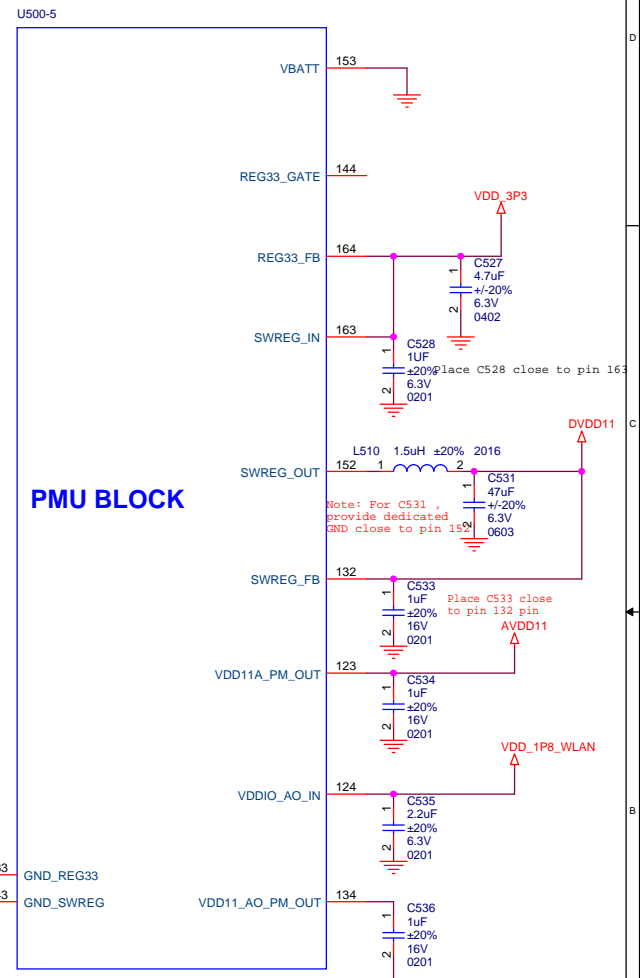 U500-5
D
VBATT 153
REG33_GATE 144
VDD_3P3
REG33_FB 164
1 C527
4.7uF
+/-20%
2 6.3V
0402
SWREG_IN 163
1 C528
1UF
±20% Place C528 close to pin 163
2 6.3V
0201
DVDD11
C
L510 1.5uH ±20% 2016
SWREG_OUT 152 1 2
1 C531
47uF
+/-20%
2 6.3V
0603
PMU BLOCK
Note: For C531 ,
provide dedicated
GND close to pin 152
SWREG_FB 132
1 C533
1uF
±20%
2 16V
0201
Place C533 close
to pin 132 pin
AVDD11
VDD11A_PM_OUT 123
1 C534
1uF
±20%
2 16V
0201
VDD_1P8_WLAN
VDDIO_AO_IN 124
1 C535
2.2uF
±20%
2 6.3V
0201
B
3 GND_REG33
3 GND_SWREG
VDD11_AO_PM_OUT 134
1 C536
1uF
±20%
2 16V
0201